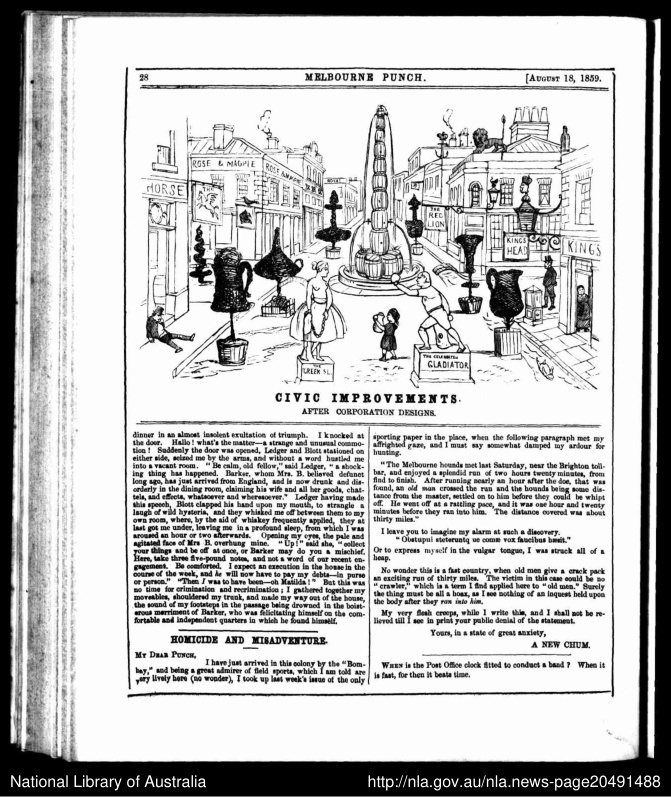 28
MELBOURNE PUNCH.
[AUGUST 18, 1859.
ROSE & MAGPIE
ROSE & MAGPIE
HORSE
THE RED LION
KINGS HEAD
KINGS
THE
GREEK SL
THE CELEBRATED
GLADIATOR
CIVIC IMPROVEMENTS.
AFTER CORPORATION DESIGNS.
dinner in an almost insolent exultation of triumph. I knocked at
the door. Hallo! what's the matter—a strange and unusual commo-
tion! Suddenly the door was opened, Ledger and Blott stationed on
either side, seized me by the arms, and without a word hustled me
into a vacant room. "Be calm, old fellow," said Ledger, "a shock-
ing thing has happened. Barker, whom Mrs. B. believed defunct
long ago, has just arrived from England, and is now drunk and dis-
orderly in the dining room, claiming his wife and all her goods, chat-
tels, and effects, whatsoever and wheresoever." Ledger having made
this speech, Blott clapped his hand upon my mouth, to strangle a
laugh of wild hysteria, and they whisked me off between them to my
own room, where, by the aid of whiskey frequently applied, they at
last got me under, leaving me in a profound sleep, from which I was
aroused an hour or two afterwards. Opening my eyes, the pale and
agitated face of Mrs B. overhung mine. "Up!" said she, "collect
your things and be off at once, or Barker may do you a mischief.
Here, take three five-pound notes, and not a word of our recent en-
gagement. Be comforted. I expect an execution in the house in the
course of the week, and he will now have to pay my debts—in purse
or person." "Then I was to have been—oh Matilda!" But this was
no time for crimination and recrimination; I gathered together my
moveables, shouldered my trunk, and made my way out of the house,
the sound of my footsteps in the passage being drowned in the boist-
erous merriment of Barker, who was felicitating himself on the com-
fortable and independent quarters in which he found himself.
HOMICIDE AND MISADVENTURE.
MY DEAR PUNCH,
I have just arrived in this colony by the "Bom-
bay," and being a great admirer of field sports, which I am told are
very lively here (no wonder), I took up last week's issue of the only
sporting paper in the place, when the following paragraph met my
affrighted gaze, and I must say somewhat damped my ardour for
hunting.
"The Melbourne hounds met last Saturday, near the Brighton toll-
bar, and enjoyed a splendid run of two hours twenty minutes, from
find to finish. After running nearly an hour after the doe, that was
found, an old man crossed the run and the hounds being some dis-
tance from the master, settled on to him before they could be whipt
off. He went off at a rattling pace, and it was one hour and twenty
minutes before they ran into him. The distance covered was about
thirty miles."
I leave you to imagine my alarm at such a discovery.
"Obstupui steteruntq ue comæ vox faucibus hæsit."
Or to express myself in the vulgar tongue, I was struck all of a
heap.
No wonder this is a fast country, when old men give a crack pack
an exciting run of thirty miles. The victim in this case could be no
"crawler," which is a term I find applied here to "old men." Surely
the thing must be all a hoax, as I see nothing of an inquest held upon
the body after they ran into him.
My very flesh creeps, while I write this, and I shall not be re-
lieved till I see in print your public denial of the statement.
Yours, in a state of great anxiety,
A NEW CHUM.
WHEN is the Post Office clock fitted to conduct a band? When it
is fast, for then it beats time.
National Library of Australia
http://nla.gov.au/nla.news-page20491488